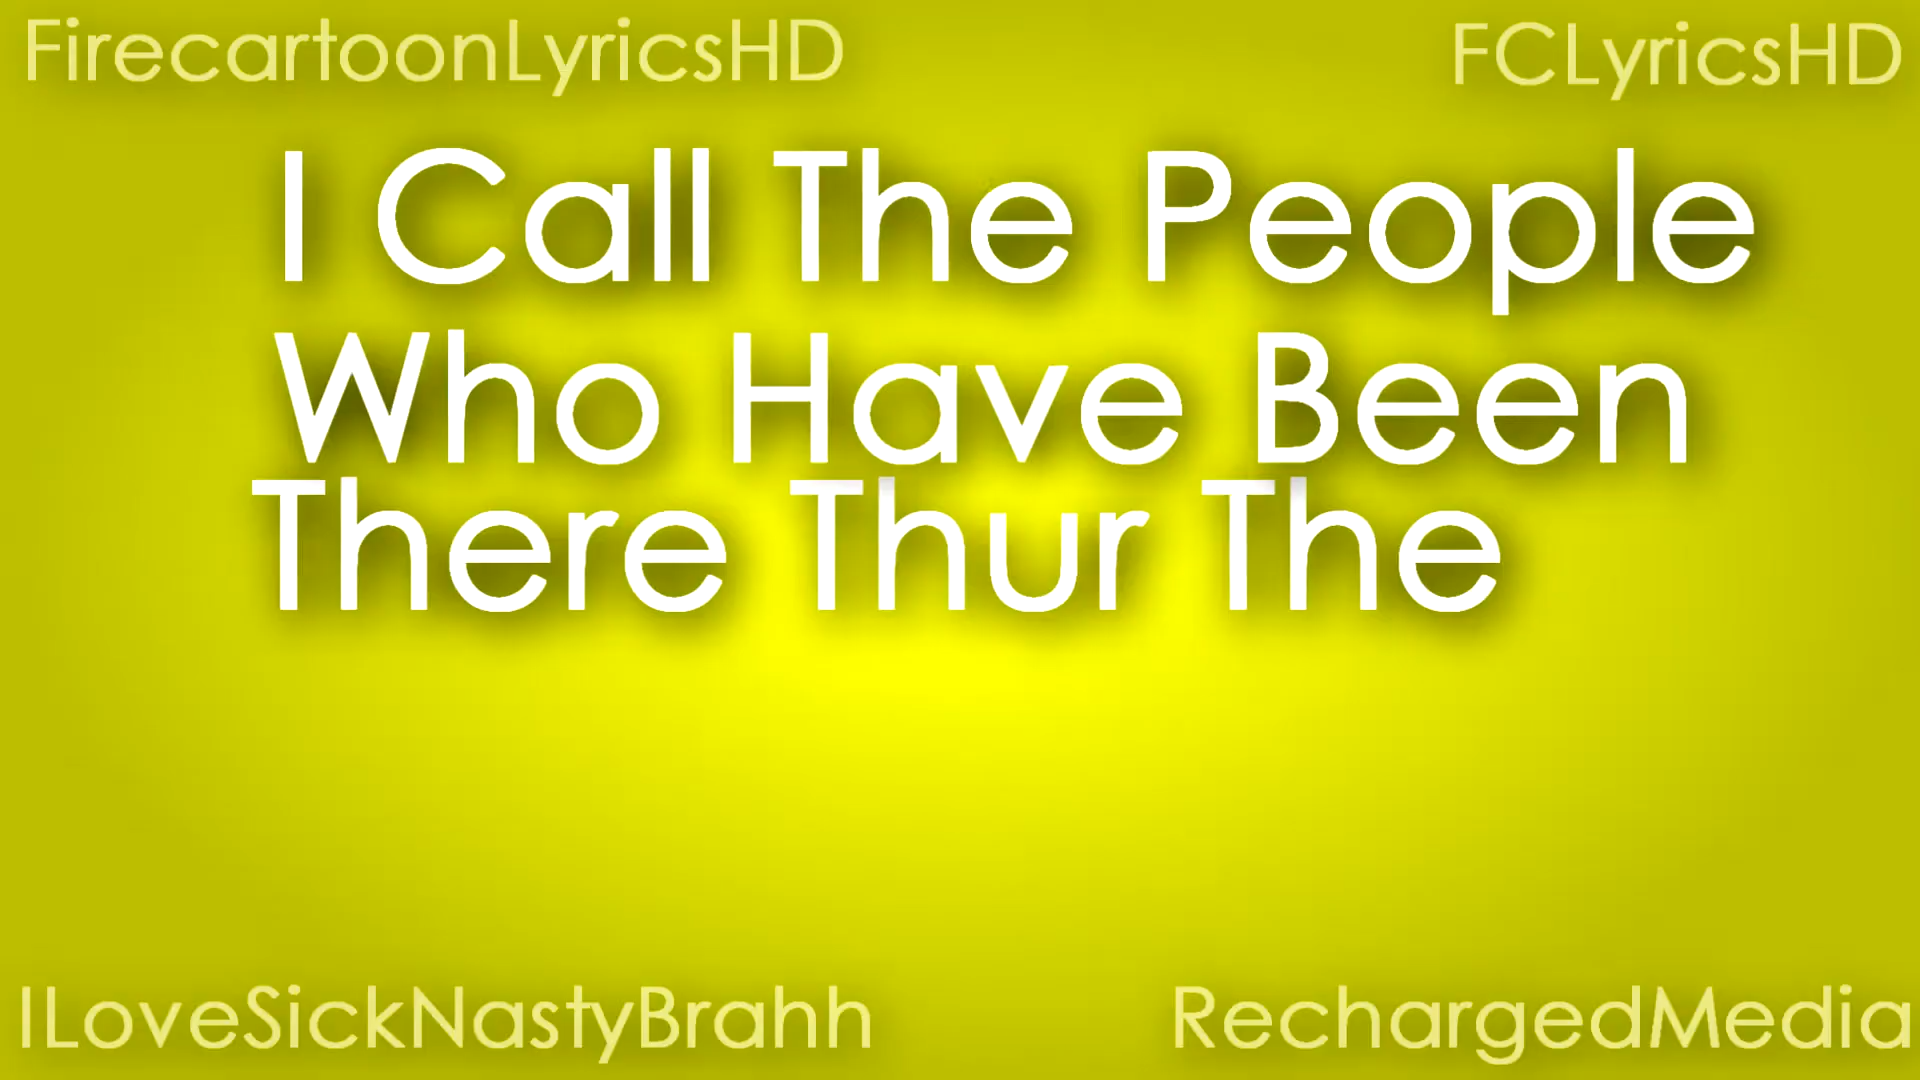 FirecartoonLyricsHD
FCLyricsHD
I Call The People
Who Have Been
There Thur The
ILoveSickNastyBrahh
RechargedMedia